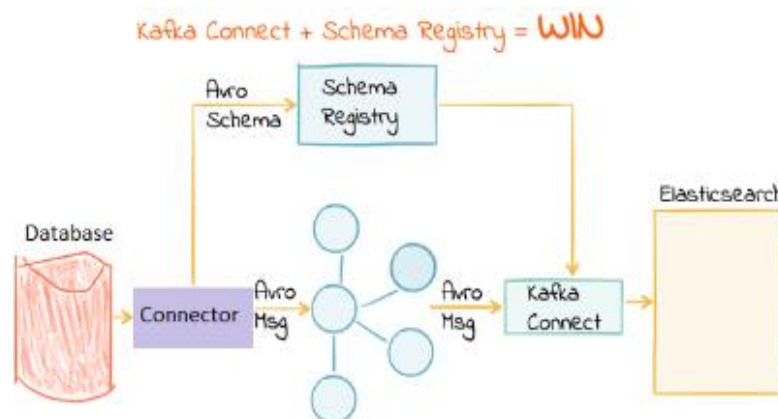 Kafka Connect + Schema Registry = WIN
Avro
Schema
Schema
Registry
Elasticsearch
Database
Connector
Avro
Msg
Avro
Msg
Kafka
Connect